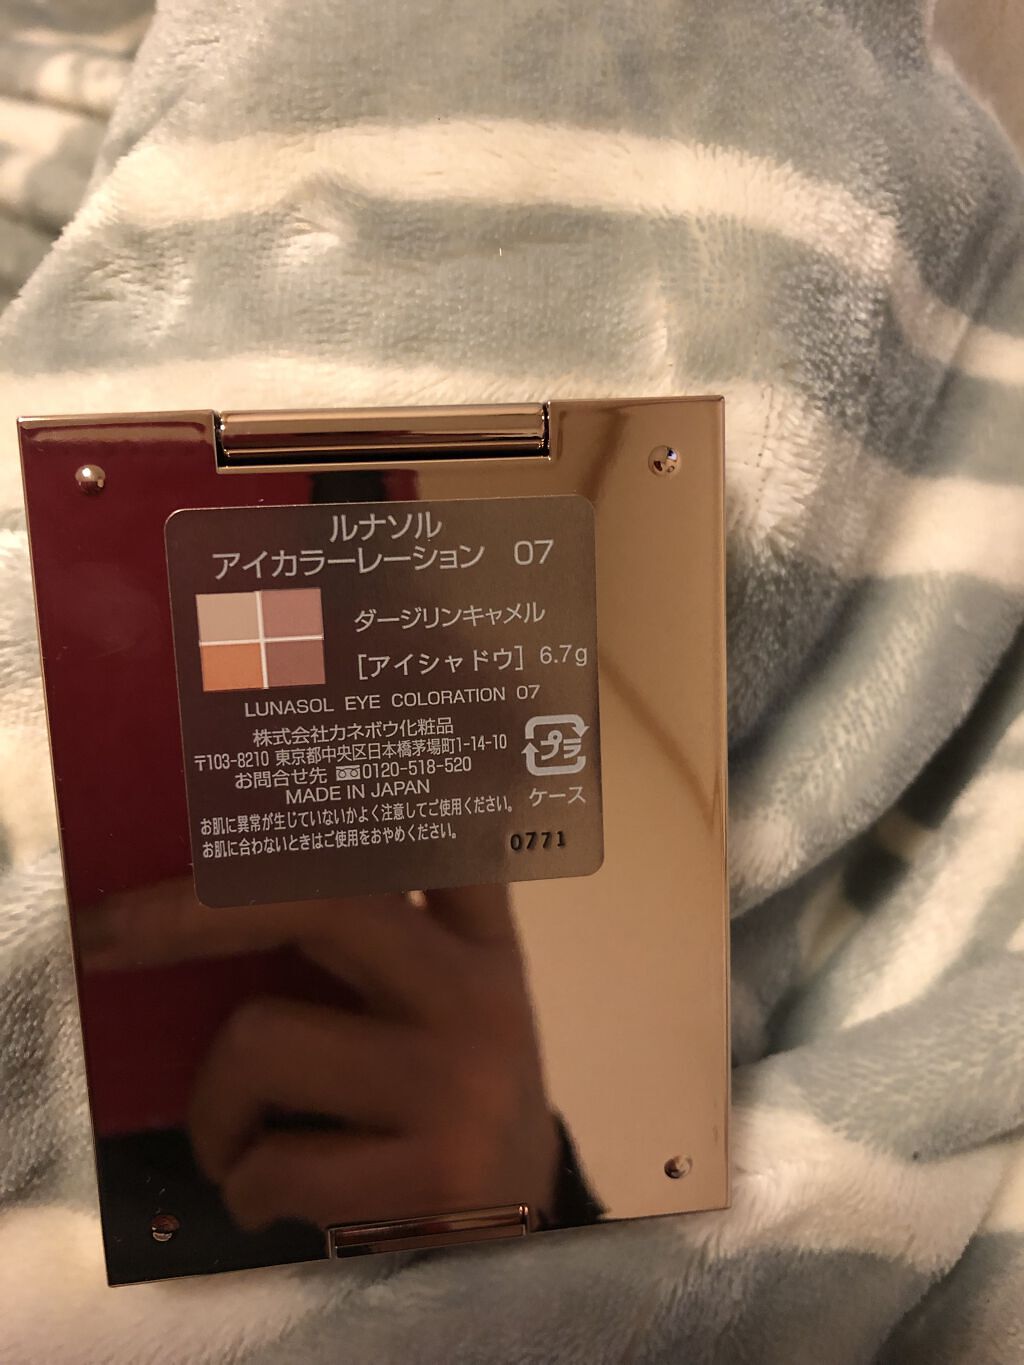 ルナソル
アイカラーレーション 07
ダージリンキャメル
[アイシャドウ] 6.7g
LUNASOL EYE COLORATION 07
株式会社カネボウ化粧品
〒103-8210 東京都中央区日本橋茅場町1-14-10
お問合せ先 0120-518-520
MADE IN JAPAN
プラ
ケース
お肌に異常が生じていないかよく注意してご使用ください。
お肌に合わないときはご使用をおやめください。
0771